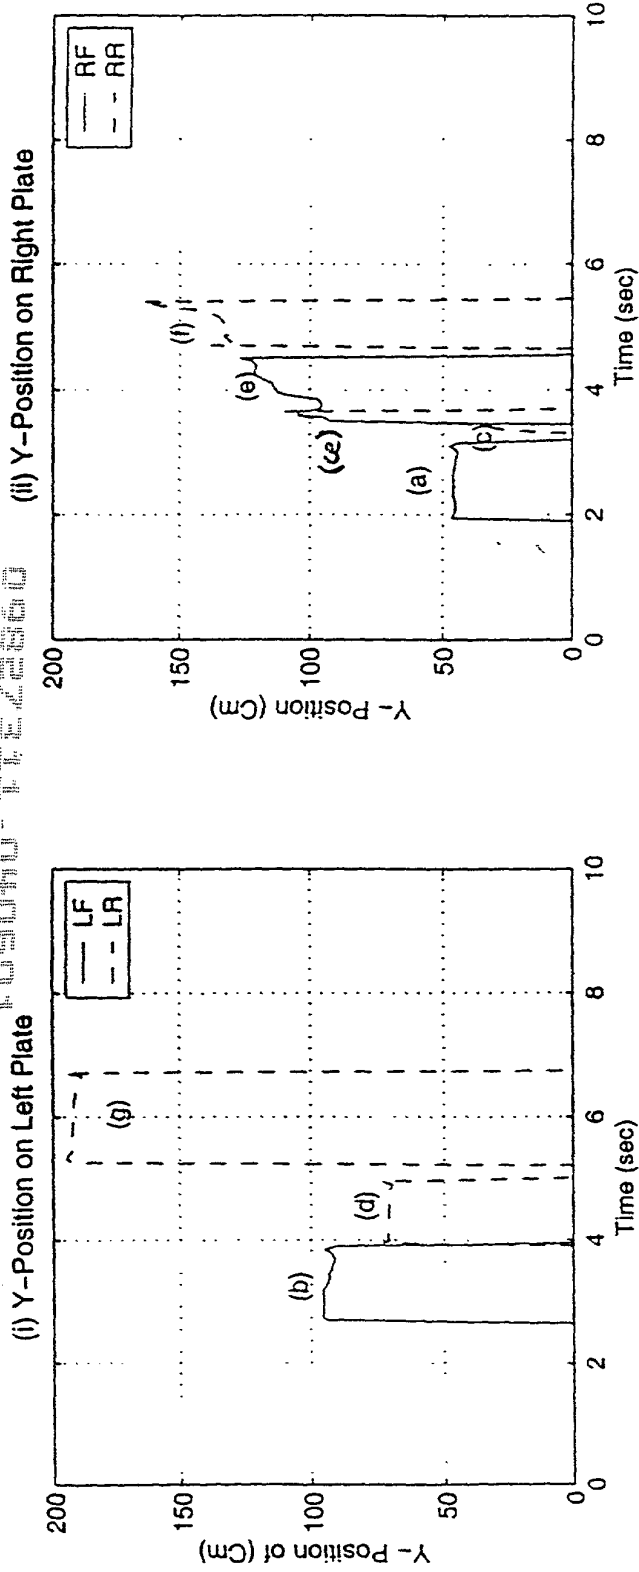 (i) Y-Position on Left Plate
LF
LR
200
150
100
50
0
Y- Position of (Cm)
(g)
(d)
(b)
0
2
4
6
8
10
Time (sec)
(ii) Y-Position on Right Plate
RF
RR
200
150
100
50
0
Y- Position (Cm)
(f)
(e)
(ce)
(c)
(a)
0
2
4
6
8
10
Time (sec)